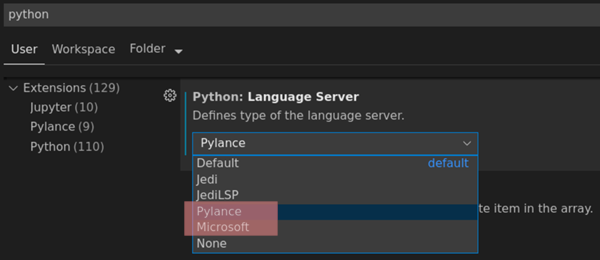 python
User Workspace Folder
Extensions (129)
Jupyter (10)
Pylance (9)
Python (110)
Python: Language Server
Defines type of the language server.
Pylance
Default default
Jedi
JediLSP
Pylance
Microsoft
None
te item in the array.